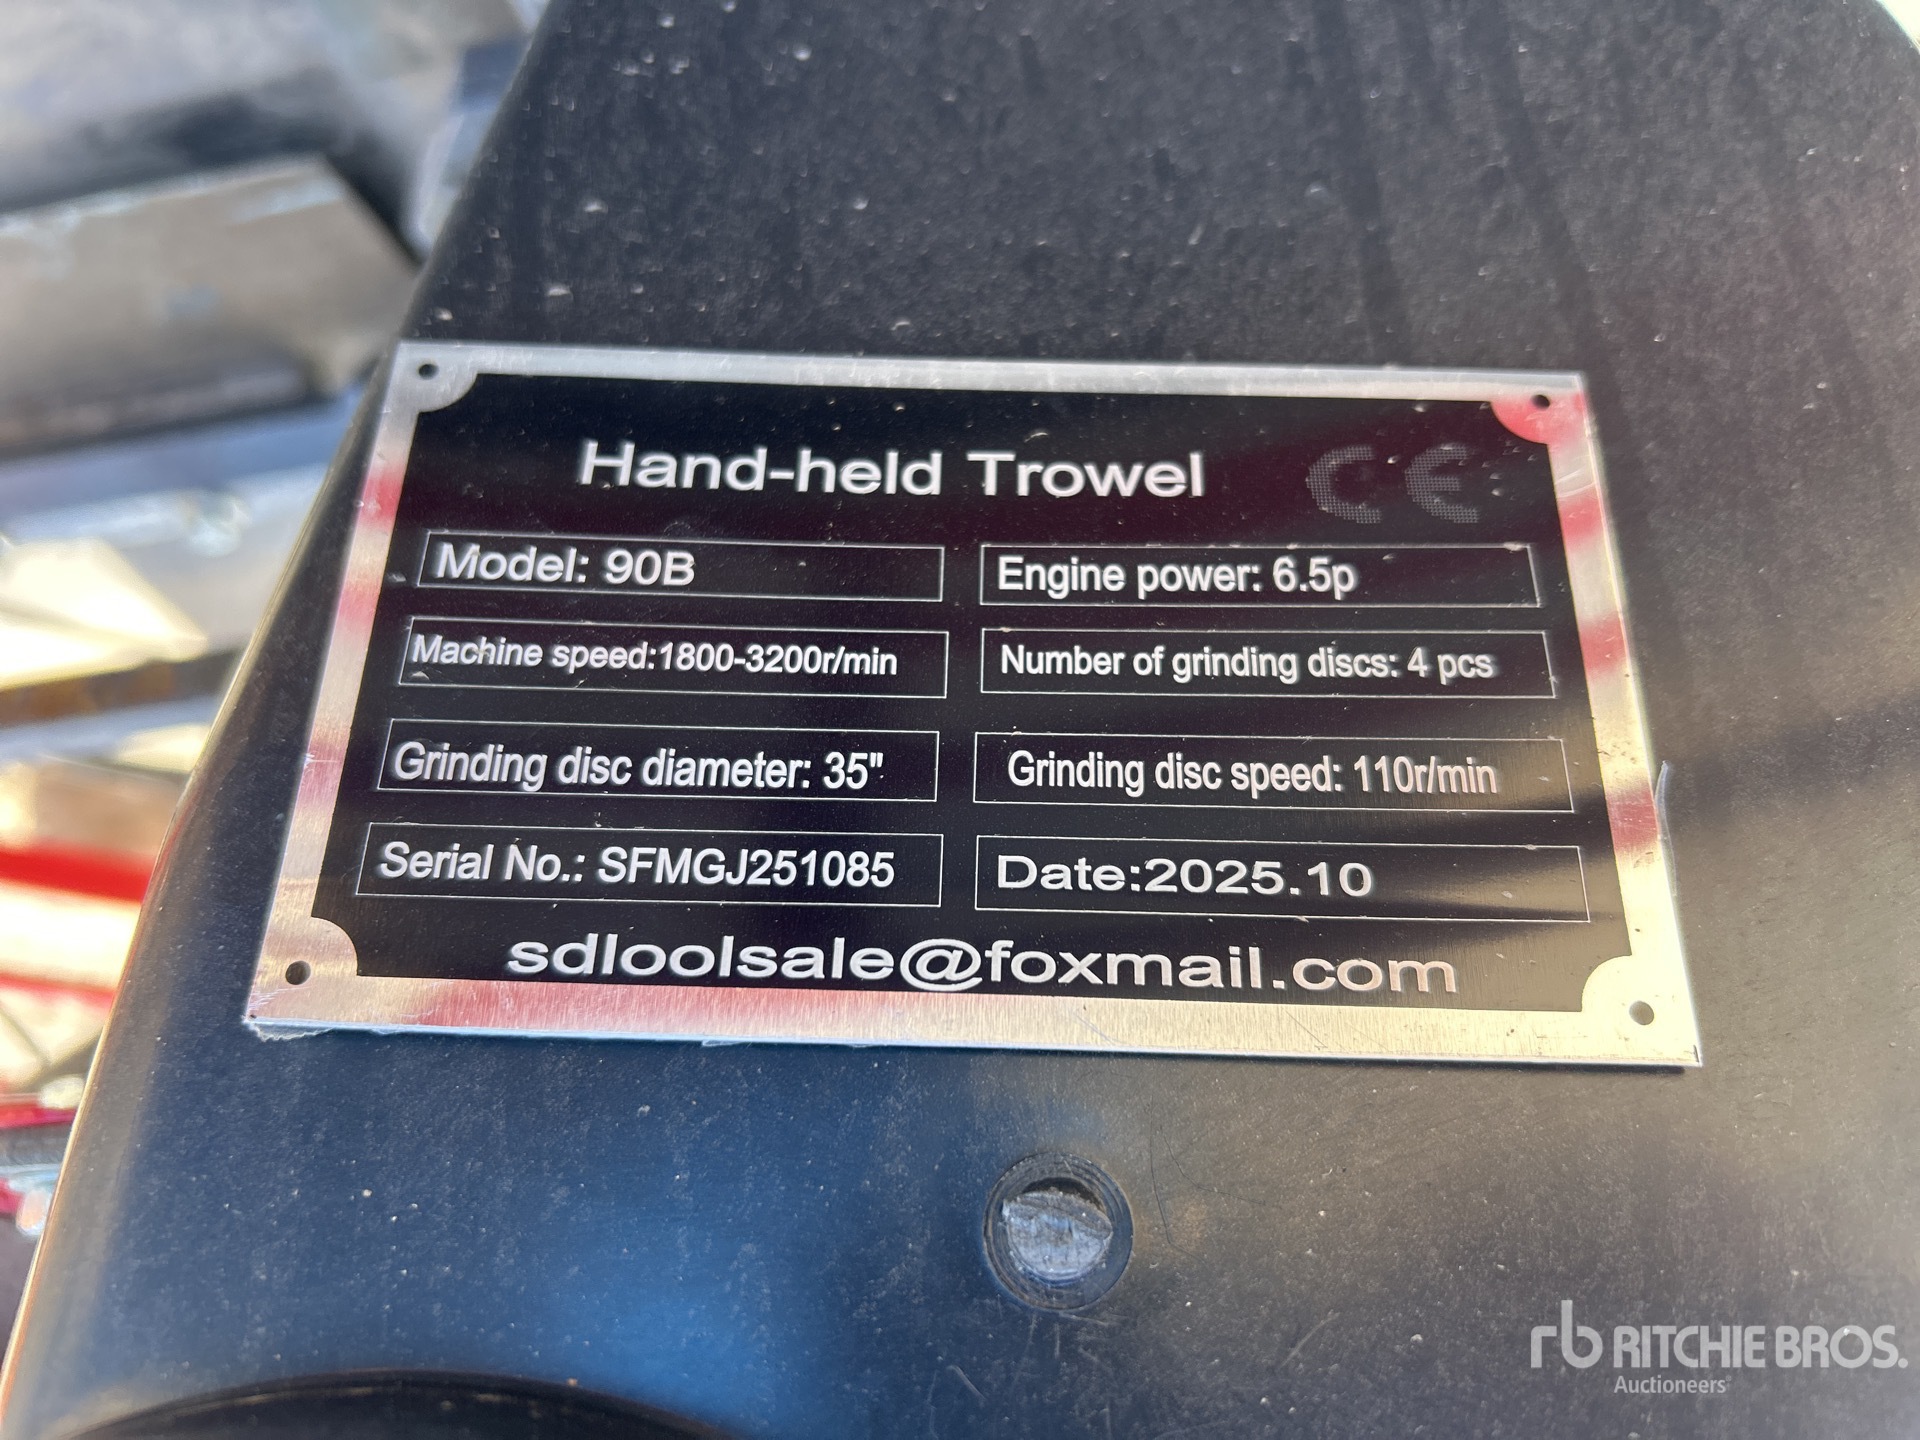 Hand-held Trowel CE
Model: 90B
Engine power: 6.5p
Machine speed:1800-3200r/min
Number of grinding discs: 4 pcs
Grinding disc diameter: 35"
Grinding disc speed: 110r/min
Serial No.: SFMGJ251085
Date:2025.10
sdloolsale@foxmail.com
rb RITCHIE BROS.
Auctioneers